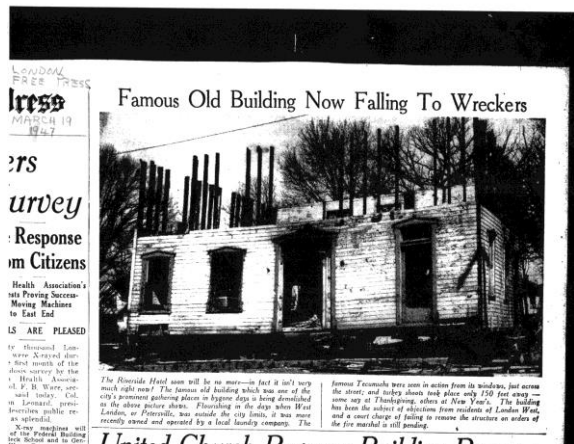 LONDON
FREE PRESS
MARCH 19
1947
ress
ers
urvey
Response
om Citizens
Health Association's
sts Proving Success-
Moving Machines
to East End
LS ARE PLEASED
ty thousand Lon-
were X-rayed dur-
first month of the
losis survey by the
Health Associa-
ol. F. B. Ware, sec-
said today. Col.
on Leonard, presi-
describes public re-
as splendid.
X-ray machines will
of the Federal Building
eck School and to Gen-
Famous Old Building Now Falling To Wreckers
The Riverside Hotel soon will be no more—in fact it isn't very
much right now! The famous old building which was one of the
city's prominent gathering places in bygone days is being demolished
as the above picture shows. Flourishing in the days when West
London, or Petersville, was outside the city limits, it was more
recently owned and operated by a local laundry company. The
famous Tecumsehs were seen in action from its windows, just across
the street; and turkey shoots took place only 150 feet away —
some say at Thanksgiving, others at New Year's. The building
has been the subject of objections from residents of London West,
and a court charge of failing to remove the structure on orders of
the fire marshal is still pending.
United Church